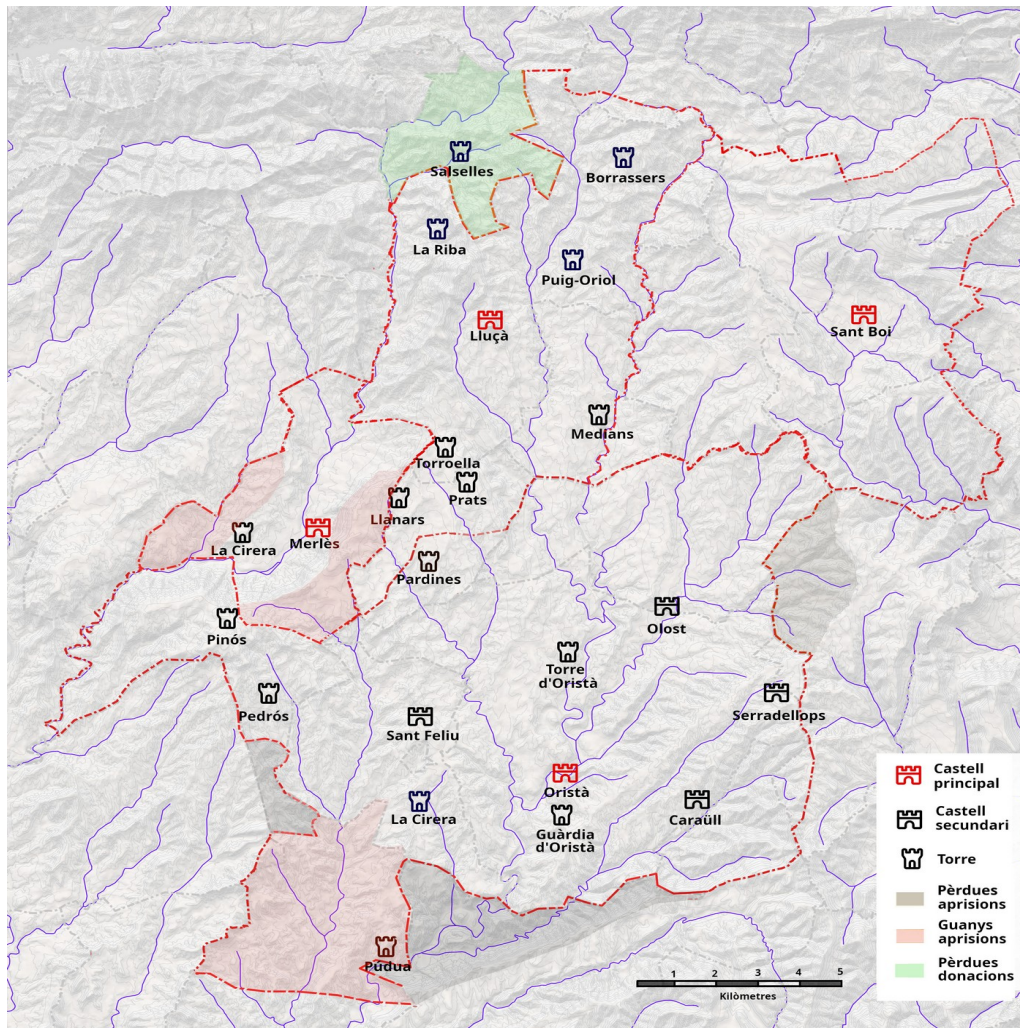 Salselles
Borrassers
La Riba
Puig-Oriol
Lluçà
Sant Boi
Medians
Torroella
Prats
Llanars
La Cirera
Merlès
Pardines
Pinós
Olost
Torre
d'Oristà
Pedrós
Sant Feliu
Serradellops
Oristà
La Cirera
Guàrdia
d'Oristà
Caraüll
Púdua
1 2 3 4 5
Kilòmetres
Castell
principal
Castell
secundari
Torre
Pèrdues
aprisions
Guanys
aprisions
Pèrdues
donacions